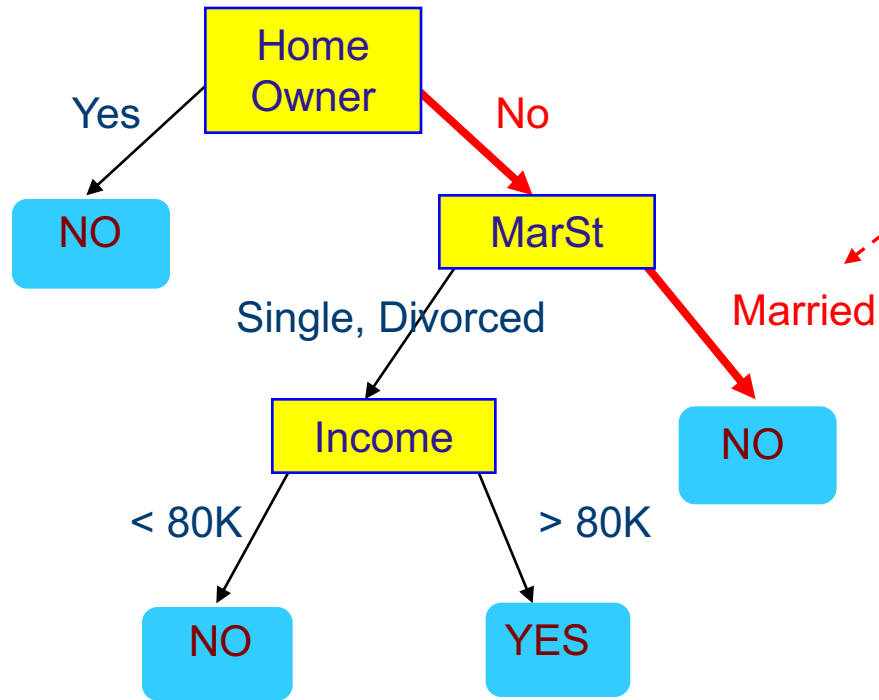 Home
Owner
Yes
No
NO
MarSt
Single, Divorced
Married
Income
NO
< 80K
> 80K
NO
YES